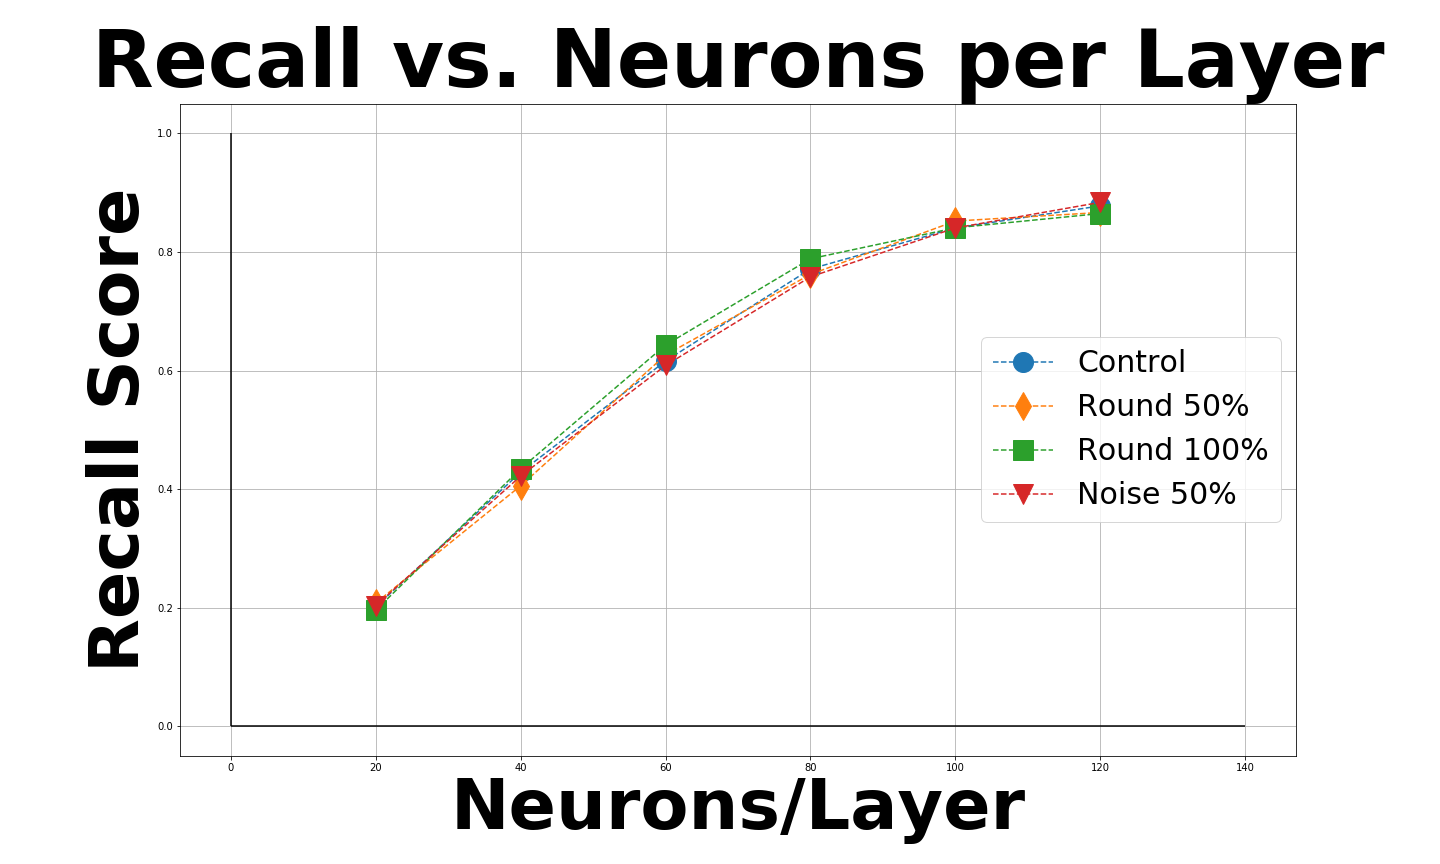 Recall vs. Neurons per Layer
Recall Score
1.0
0.8
0.6
0.4
0.2
0.0
Control
Round 50%
Round 100%
Noise 50%
0 20 40 60 80 100 120 140
Neurons/Layer